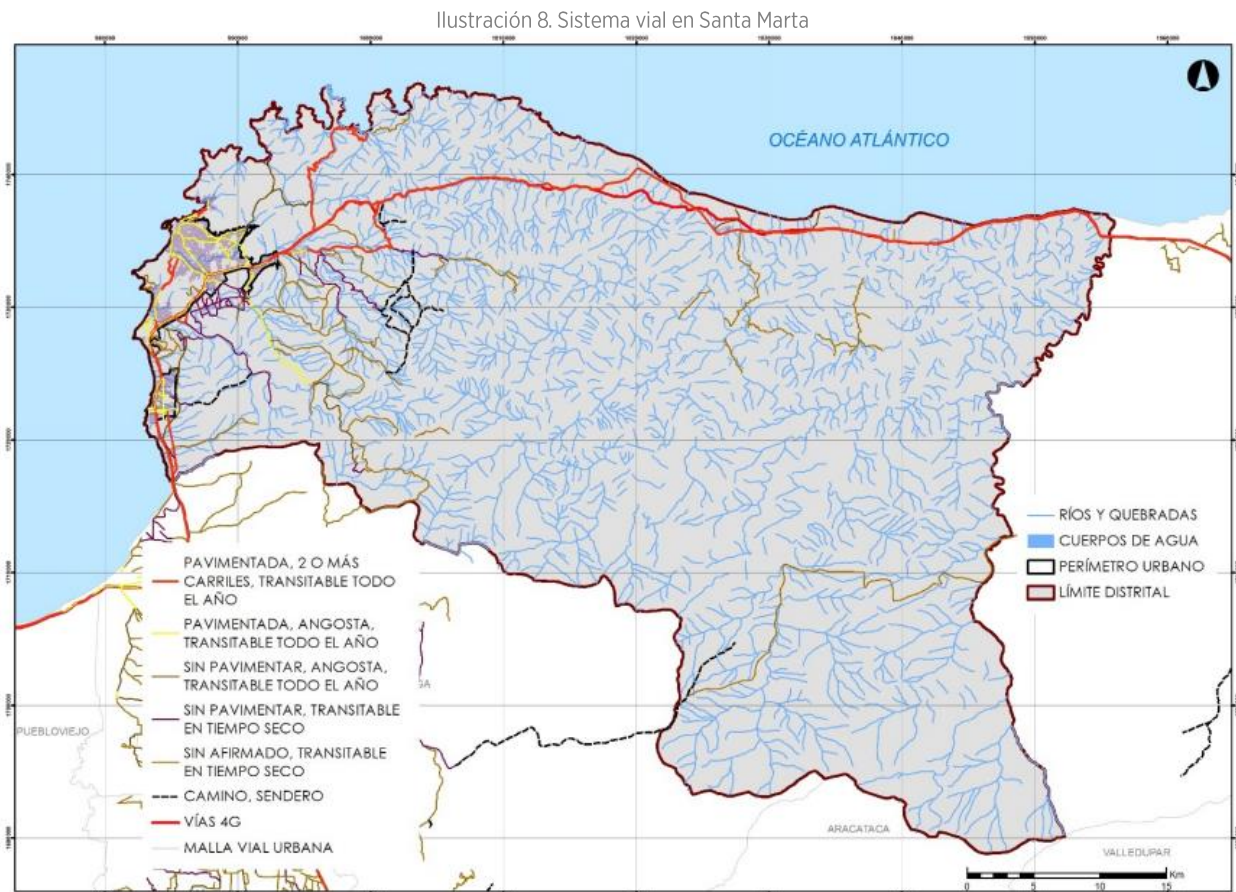 Ilustración 8. Sistema vial en Santa Marta
OCÉANO ATLÁNTICO
RÍOS Y QUEBRADAS
CUERPOS DE AGUA
PERÍMETRO URBANO
LÍMITE DISTRITAL
PAVIMENTADA, 2 O MÁS
CARRILES, TRANSITABLE TODO
EL AÑO
PAVIMENTADA, ANGOSTA,
TRANSITABLE TODO EL AÑO
SIN PAVIMENTAR, ANGOSTA,
TRANSITABLE TODO EL AÑO
SIN PAVIMENTAR, TRANSITABLE
EN TIEMPO SECO
SIN AFIRMADO, TRANSITABLE
EN TIEMPO SECO
CAMINO, SENDERO
VÍAS 4G
MALLA VIAL URBANA
PUEBLOVIEJO
ARACATACA
VALLEDUPAR
Km
0 5 10 15